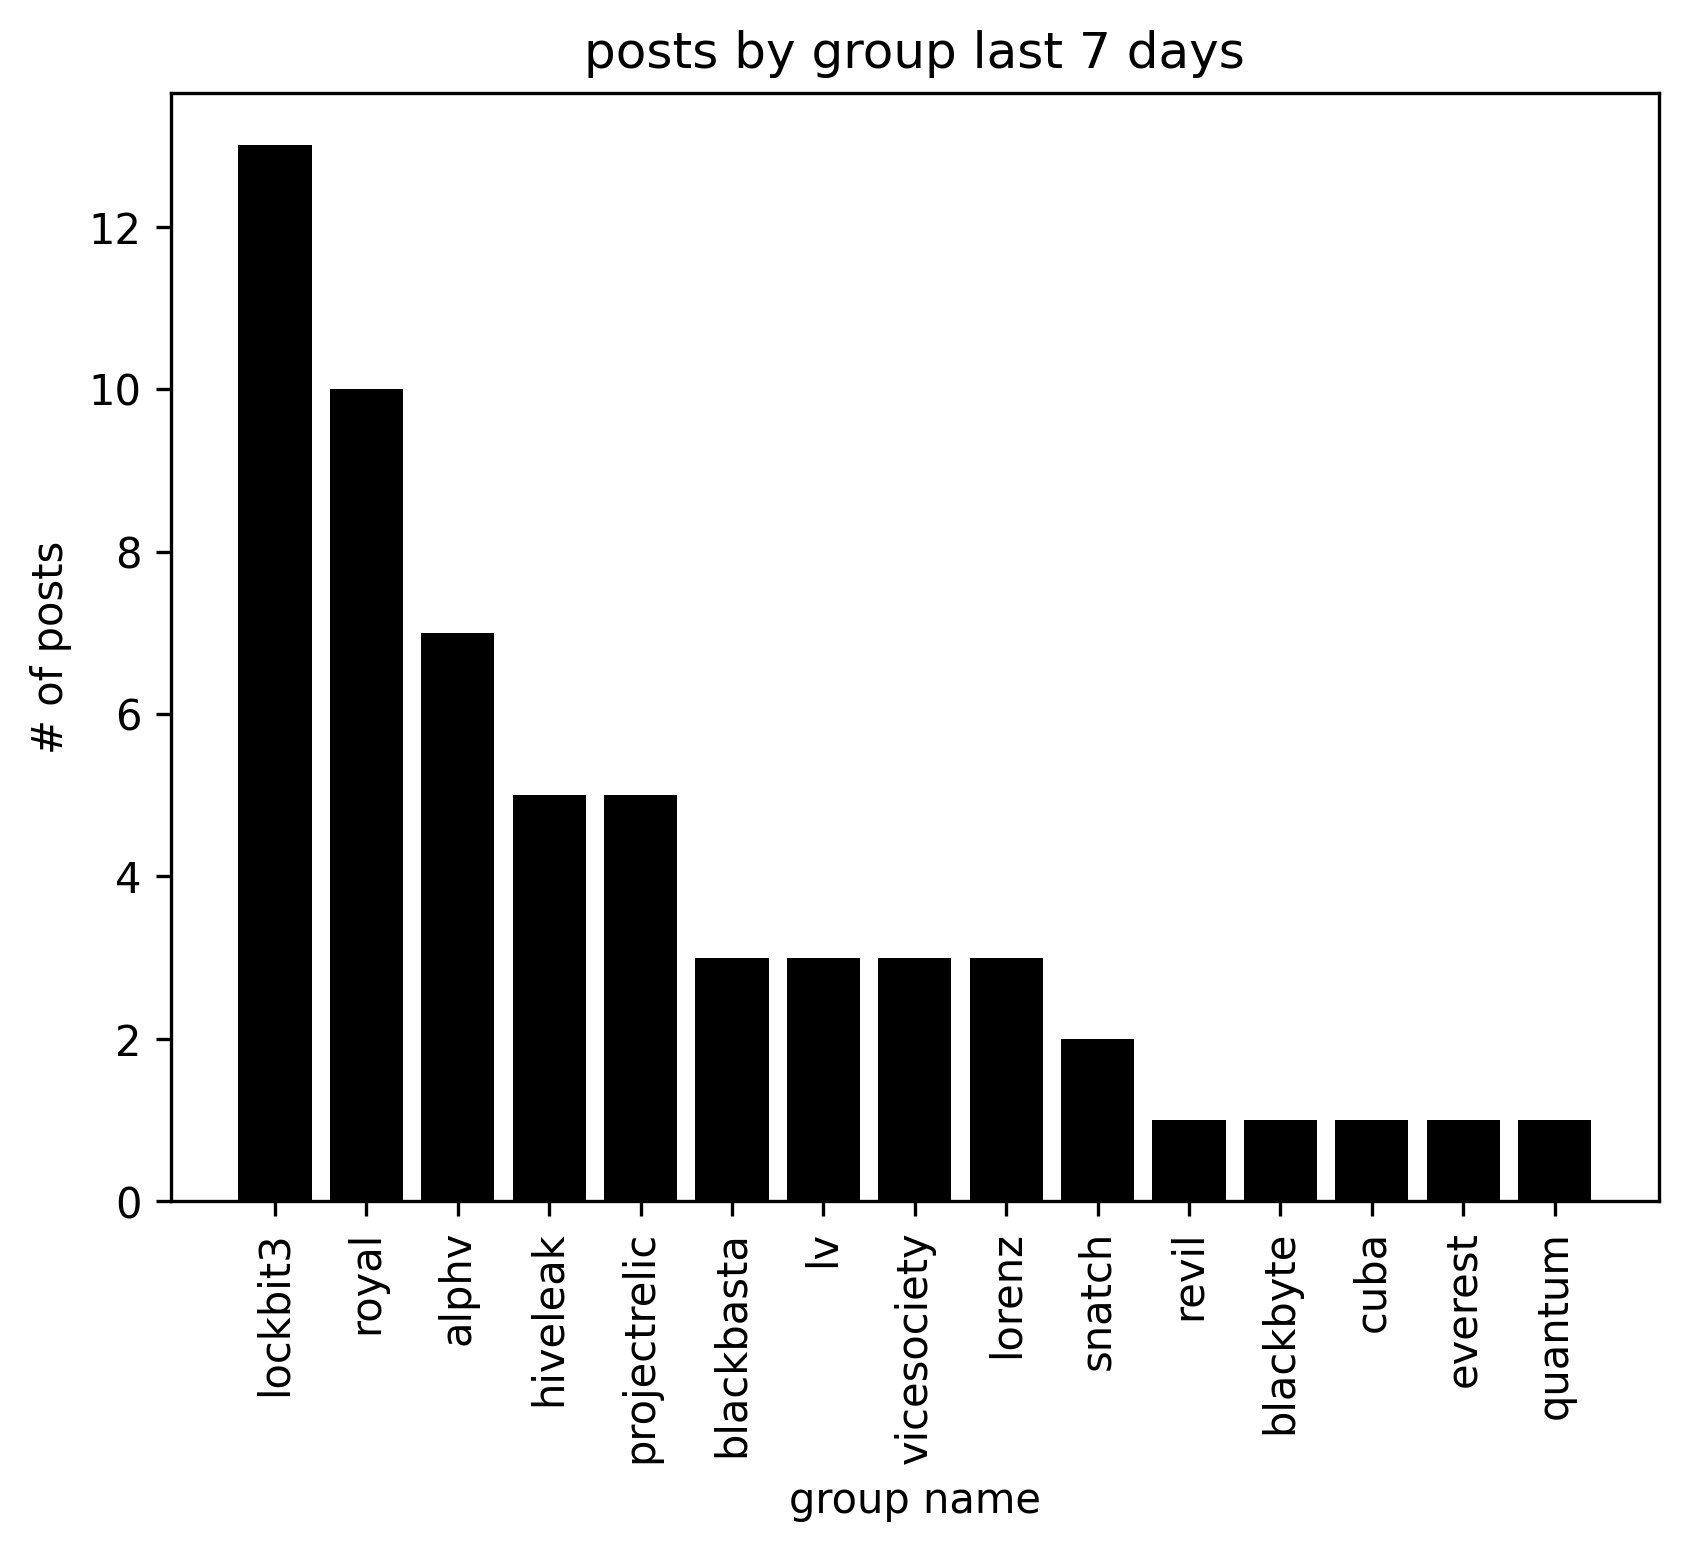 posts by group last 7 days
# of posts
12
10
8
6
4
2
0
lockbit3
royal
alphv
hiveleak
projectrelic
blackbasta
lv
vicesociety
lorenz
snatch
revil
blackbyte
cuba
everest
quantum
group name